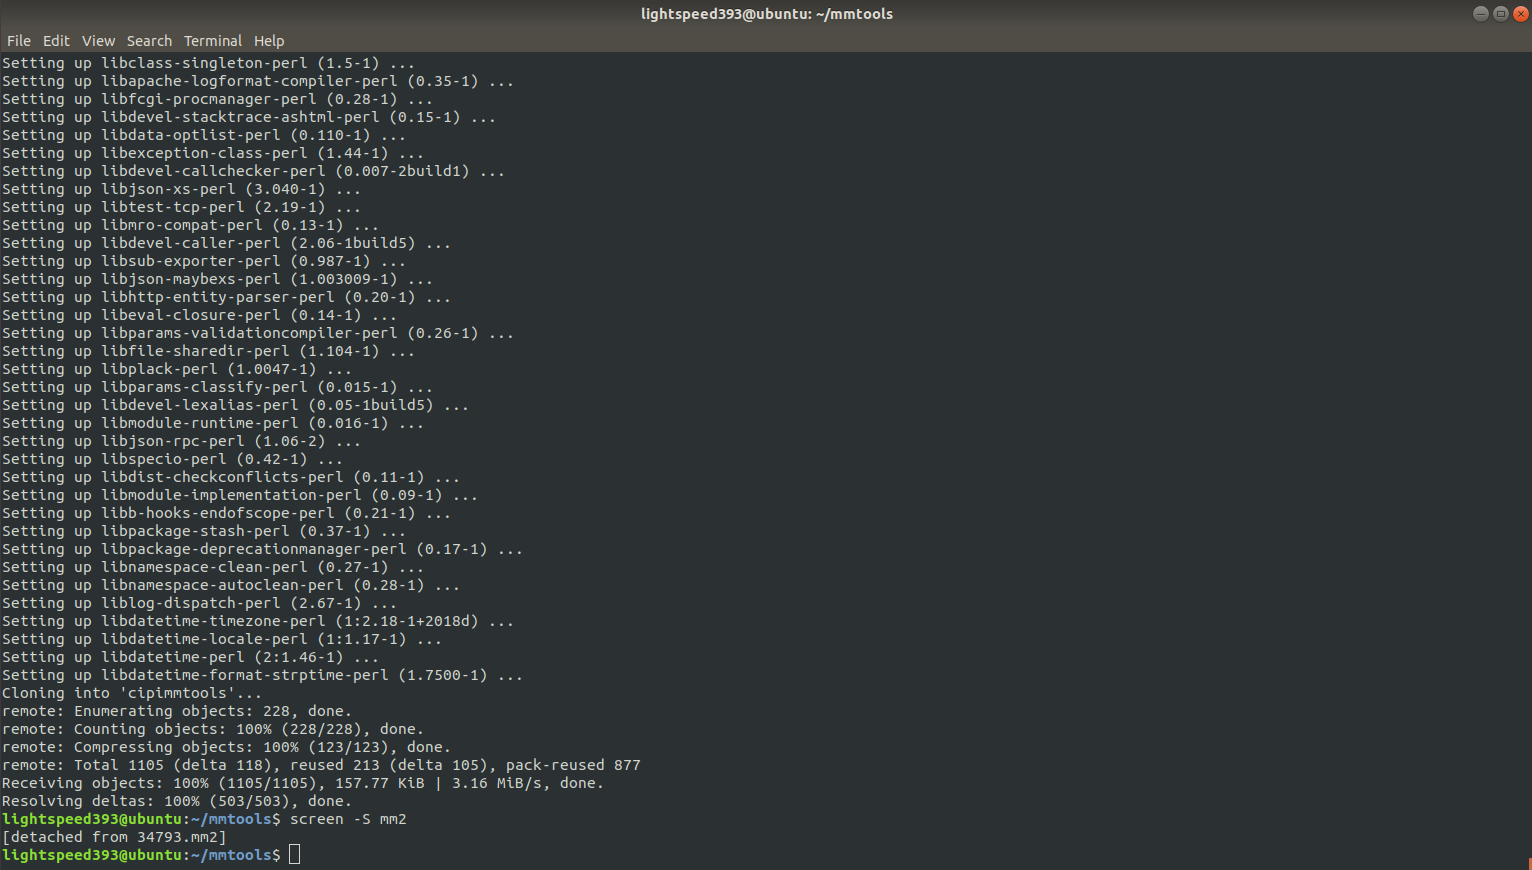 lightspeed393@ubuntu: ~/mmtools
File Edit View Search Terminal Help
Setting up libclass-singleton-perl (1.5-1) ...
Setting up libapache-logformat-compiler-perl (0.35-1) ...
Setting up libfcgi-procmanager-perl (0.28-1) ...
Setting up libdevel-stacktrace-ashtml-perl (0.15-1) ...
Setting up libdata-optlist-perl (0.110-1) ...
Setting up libexception-class-perl (1.44-1) ...
Setting up libdevel-callchecker-perl (0.007-2build1) ...
Setting up libjson-xs-perl (3.040-1) ...
Setting up libtest-tcp-perl (2.19-1) ...
Setting up libmro-compat-perl (0.13-1) ...
Setting up libdevel-caller-perl (2.06-1build5) ...
Setting up libsub-exporter-perl (0.987-1) ...
Setting up libjson-maybexs-perl (1.003009-1) ...
Setting up libhttp-entity-parser-perl (0.20-1) ...
Setting up libeval-closure-perl (0.14-1) ...
Setting up libparams-validationcompiler-perl (0.26-1) ...
Setting up libfile-sharedir-perl (1.104-1) ...
Setting up libplack-perl (1.0047-1) ...
Setting up libparams-classify-perl (0.015-1) ...
Setting up libdevel-lexalias-perl (0.05-1build5) ...
Setting up libmodule-runtime-perl (0.016-1) ...
Setting up libjson-rpc-perl (1.06-2) ...
Setting up libspecio-perl (0.42-1) ...
Setting up libdist-checkconflicts-perl (0.11-1) ...
Setting up libmodule-implementation-perl (0.09-1) ...
Setting up libb-hooks-endofscope-perl (0.21-1) ...
Setting up libpackage-stash-perl (0.37-1) ...
Setting up libpackage-deprecationmanager-perl (0.17-1) ...
Setting up libnamespace-clean-perl (0.27-1) ...
Setting up libnamespace-autoclean-perl (0.28-1) ...
Setting up liblog-dispatch-perl (2.67-1) ...
Setting up libdatetime-timezone-perl (1:2.18-1+2018d) ...
Setting up libdatetime-locale-perl (1:1.17-1) ...
Setting up libdatetime-perl (2:1.46-1) ...
Setting up libdatetime-format-strptime-perl (1.7500-1) ...
Cloning into 'cipimmtools'...
remote: Enumerating objects: 228, done.
remote: Counting objects: 100% (228/228), done.
remote: Compressing objects: 100% (123/123), done.
remote: Total 1105 (delta 118), reused 213 (delta 105), pack-reused 877
Receiving objects: 100% (1105/1105), 157.77 KiB | 3.16 MiB/s, done.
Resolving deltas: 100% (503/503), done.
lightspeed393@ubuntu:~/mmtools$ screen -S mm2
[detached from 34793.mm2]
lightspeed393@ubuntu:~/mmtools$